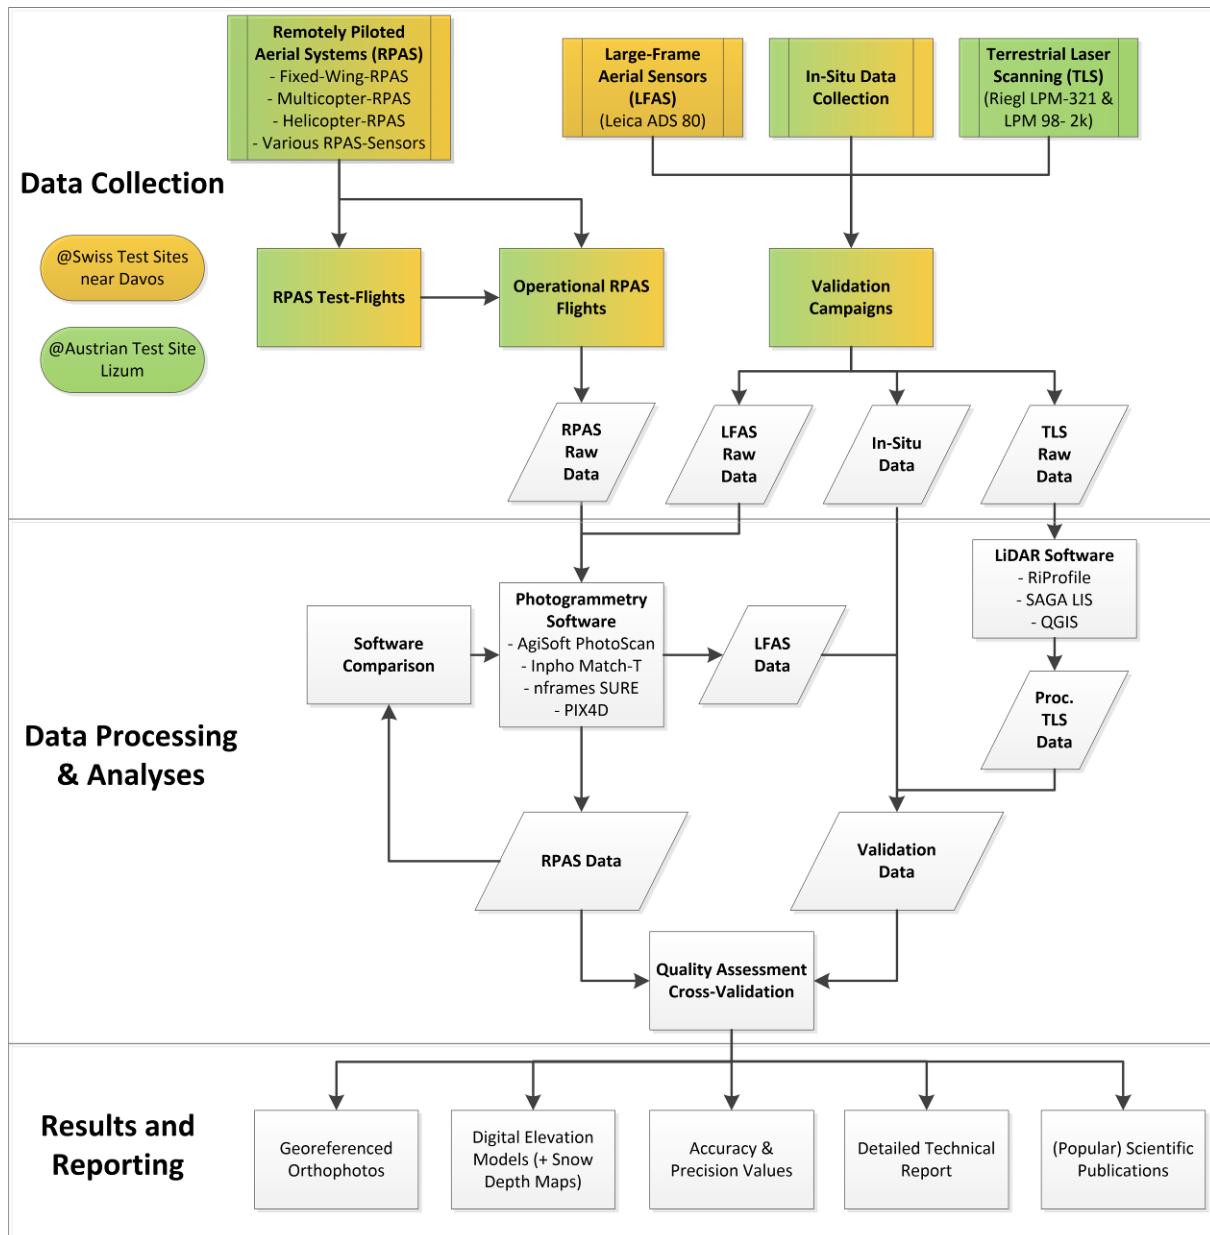 Remotely Piloted
Aerial Systems (RPAS)
- Fixed-Wing-RPAS
- Multicopter-RPAS
- Helicopter-RPAS
- Various RPAS-Sensors
Large-Frame
Aerial Sensors
(LFAS)
(Leica ADS 80)
In-Situ Data
Collection
Terrestrial Laser
Scanning (TLS)
(Riegl LPM-321 &
LPM 98- 2k)
Data Collection
@Swiss Test Sites
near Davos
@Austrian Test Site
Lizum
RPAS Test-Flights
Operational RPAS
Flights
Validation
Campaigns
RPAS
Raw
Data
LFAS
Raw
Data
In-Situ
Data
TLS
Raw
Data
LiDAR Software
- RiProfile
- SAGA LIS
- QGIS
Software
Comparison
Photogrammetry
Software
- AgiSoft PhotoScan
- Inpho Match-T
- nframes SURE
- PIX4D
LFAS
Data
Proc.
TLS
Data
Data Processing
& Analyses
RPAS Data
Validation
Data
Quality Assessment
Cross-Validation
Results and
Reporting
Georeferenced
Orthophotos
Digital Elevation
Models (+ Snow
Depth Maps)
Accuracy &
Precision Values
Detailed Technical
Report
(Popular) Scientific
Publications